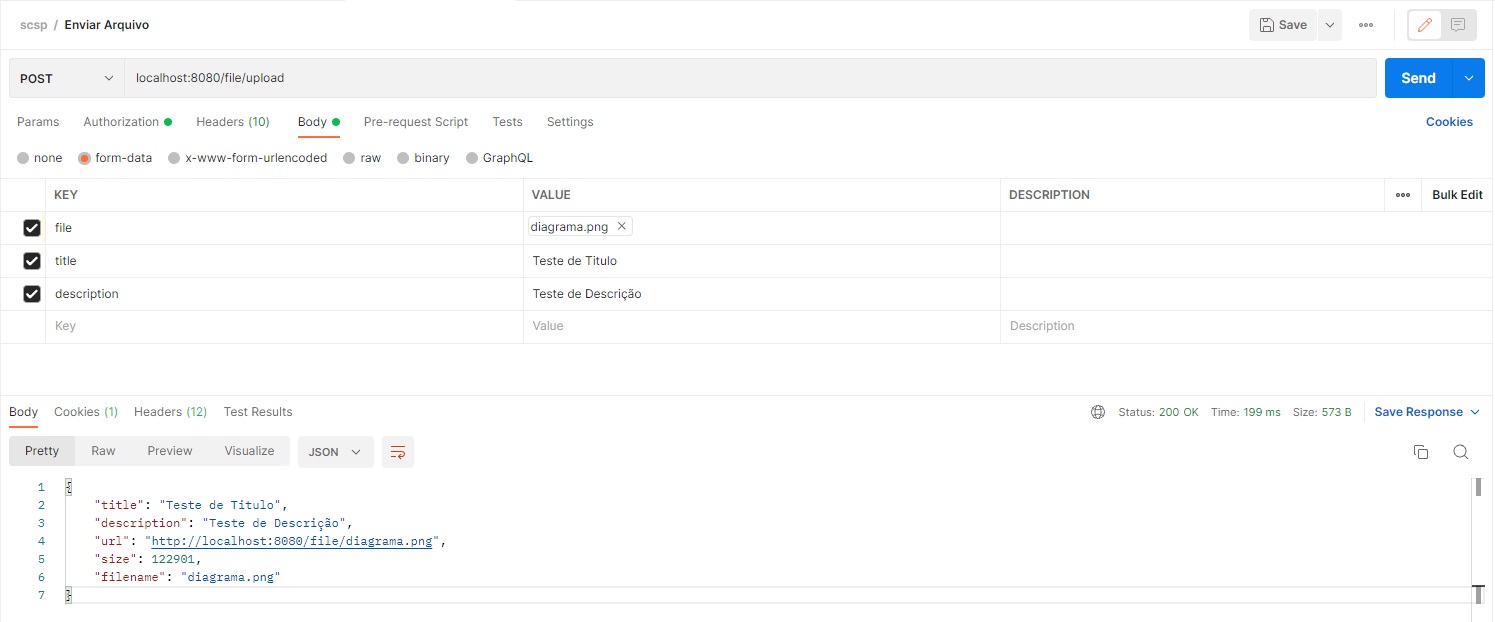 scsp / Enviar Arquivo Save
POST localhost:8080/file/upload Send
Params Authorization Headers (10) Body Pre-request Script Tests Settings Cookies
none form-data x-www-form-urlencoded raw binary GraphQL
KEY VALUE DESCRIPTION Bulk Edit
file diagrama.png
title Teste de Titulo
description Teste de Descrição
Key Value Description
Body Cookies (1) Headers (12) Test Results Status: 200 OK Time: 199 ms Size: 573 B Save Response
Pretty Raw Preview Visualize JSON
1 {
2 "title": "Teste de Titulo",
3 "description": "Teste de Descrição",
4 "url": "http://localhost:8080/file/diagrama.png",
5 "size": 122901,
6 "filename": "diagrama.png"
7 }